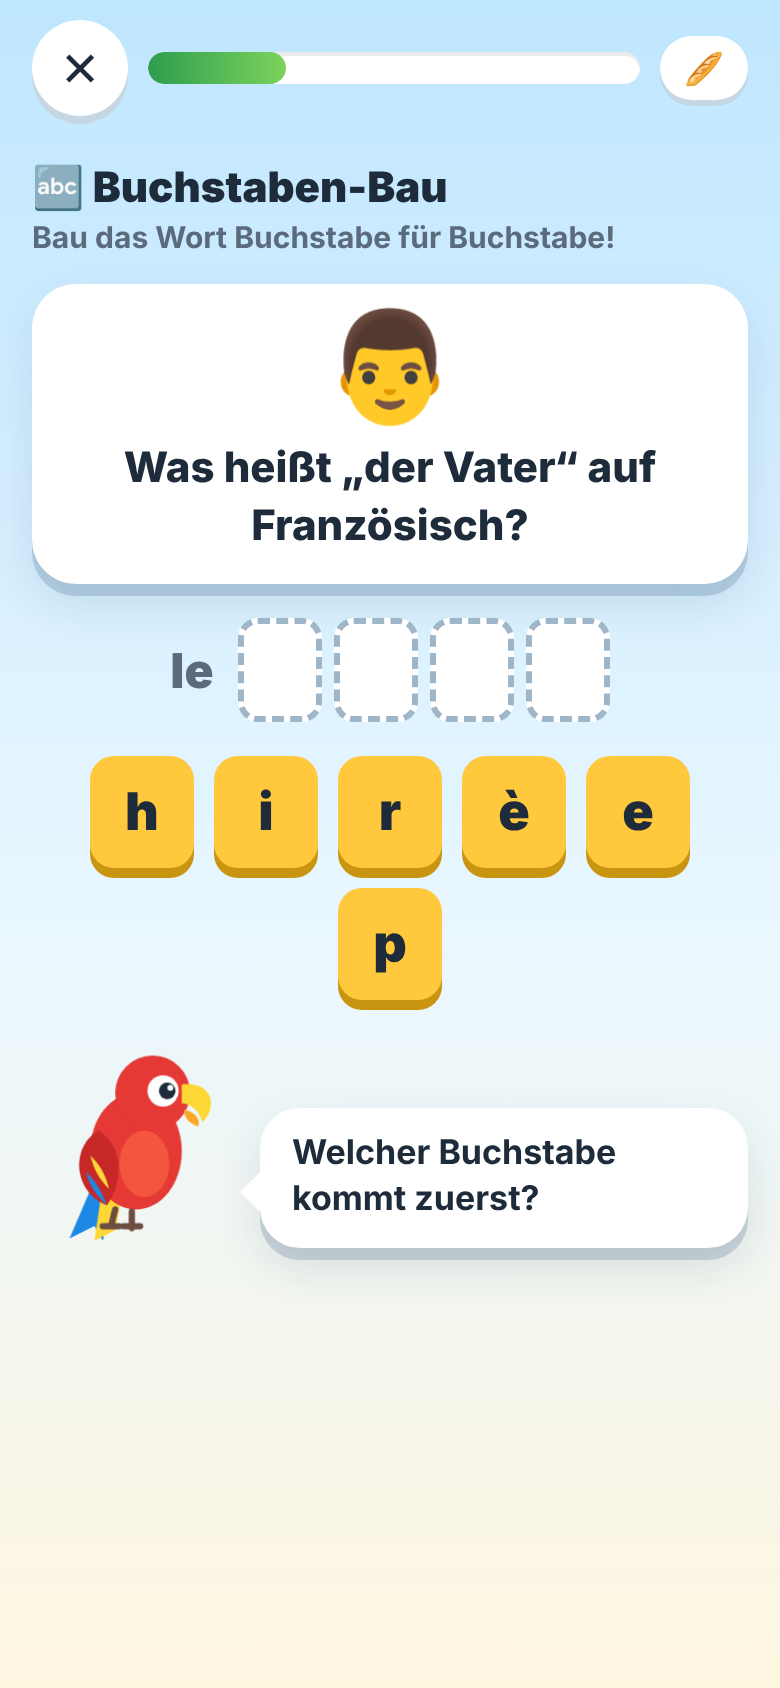 abc Buchstaben-Bau
Bau das Wort Buchstabe für Buchstabe!
Was heißt „der Vater“ auf
Französisch?
le
h i r è e
p
Welcher Buchstabe
kommt zuerst?